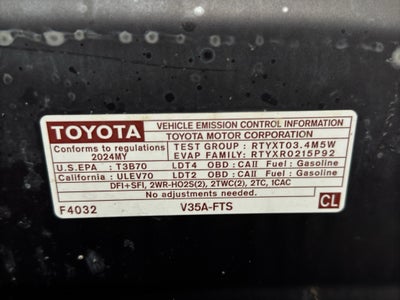 TOYOTA
VEHICLE EMISSION CONTROL INFORMATION
TOYOTA MOTOR CORPORATION
Conforms to regulations
2024MY
TEST GROUP : RTYXT03.4M5W
EVAP FAMILY: RTYXR0215P92
U.S.EPA : T3B70 LDT4 OBD : CAII Fuel : Gasoline
California : ULEV70 LDT2 OBD : CAII Fuel : Gasoline
DFI+SFI, 2WR-HO2S(2), 2TWC(2), 2TC, 1CAC
No adjustments needed.
F4032 V35A-FTS CL